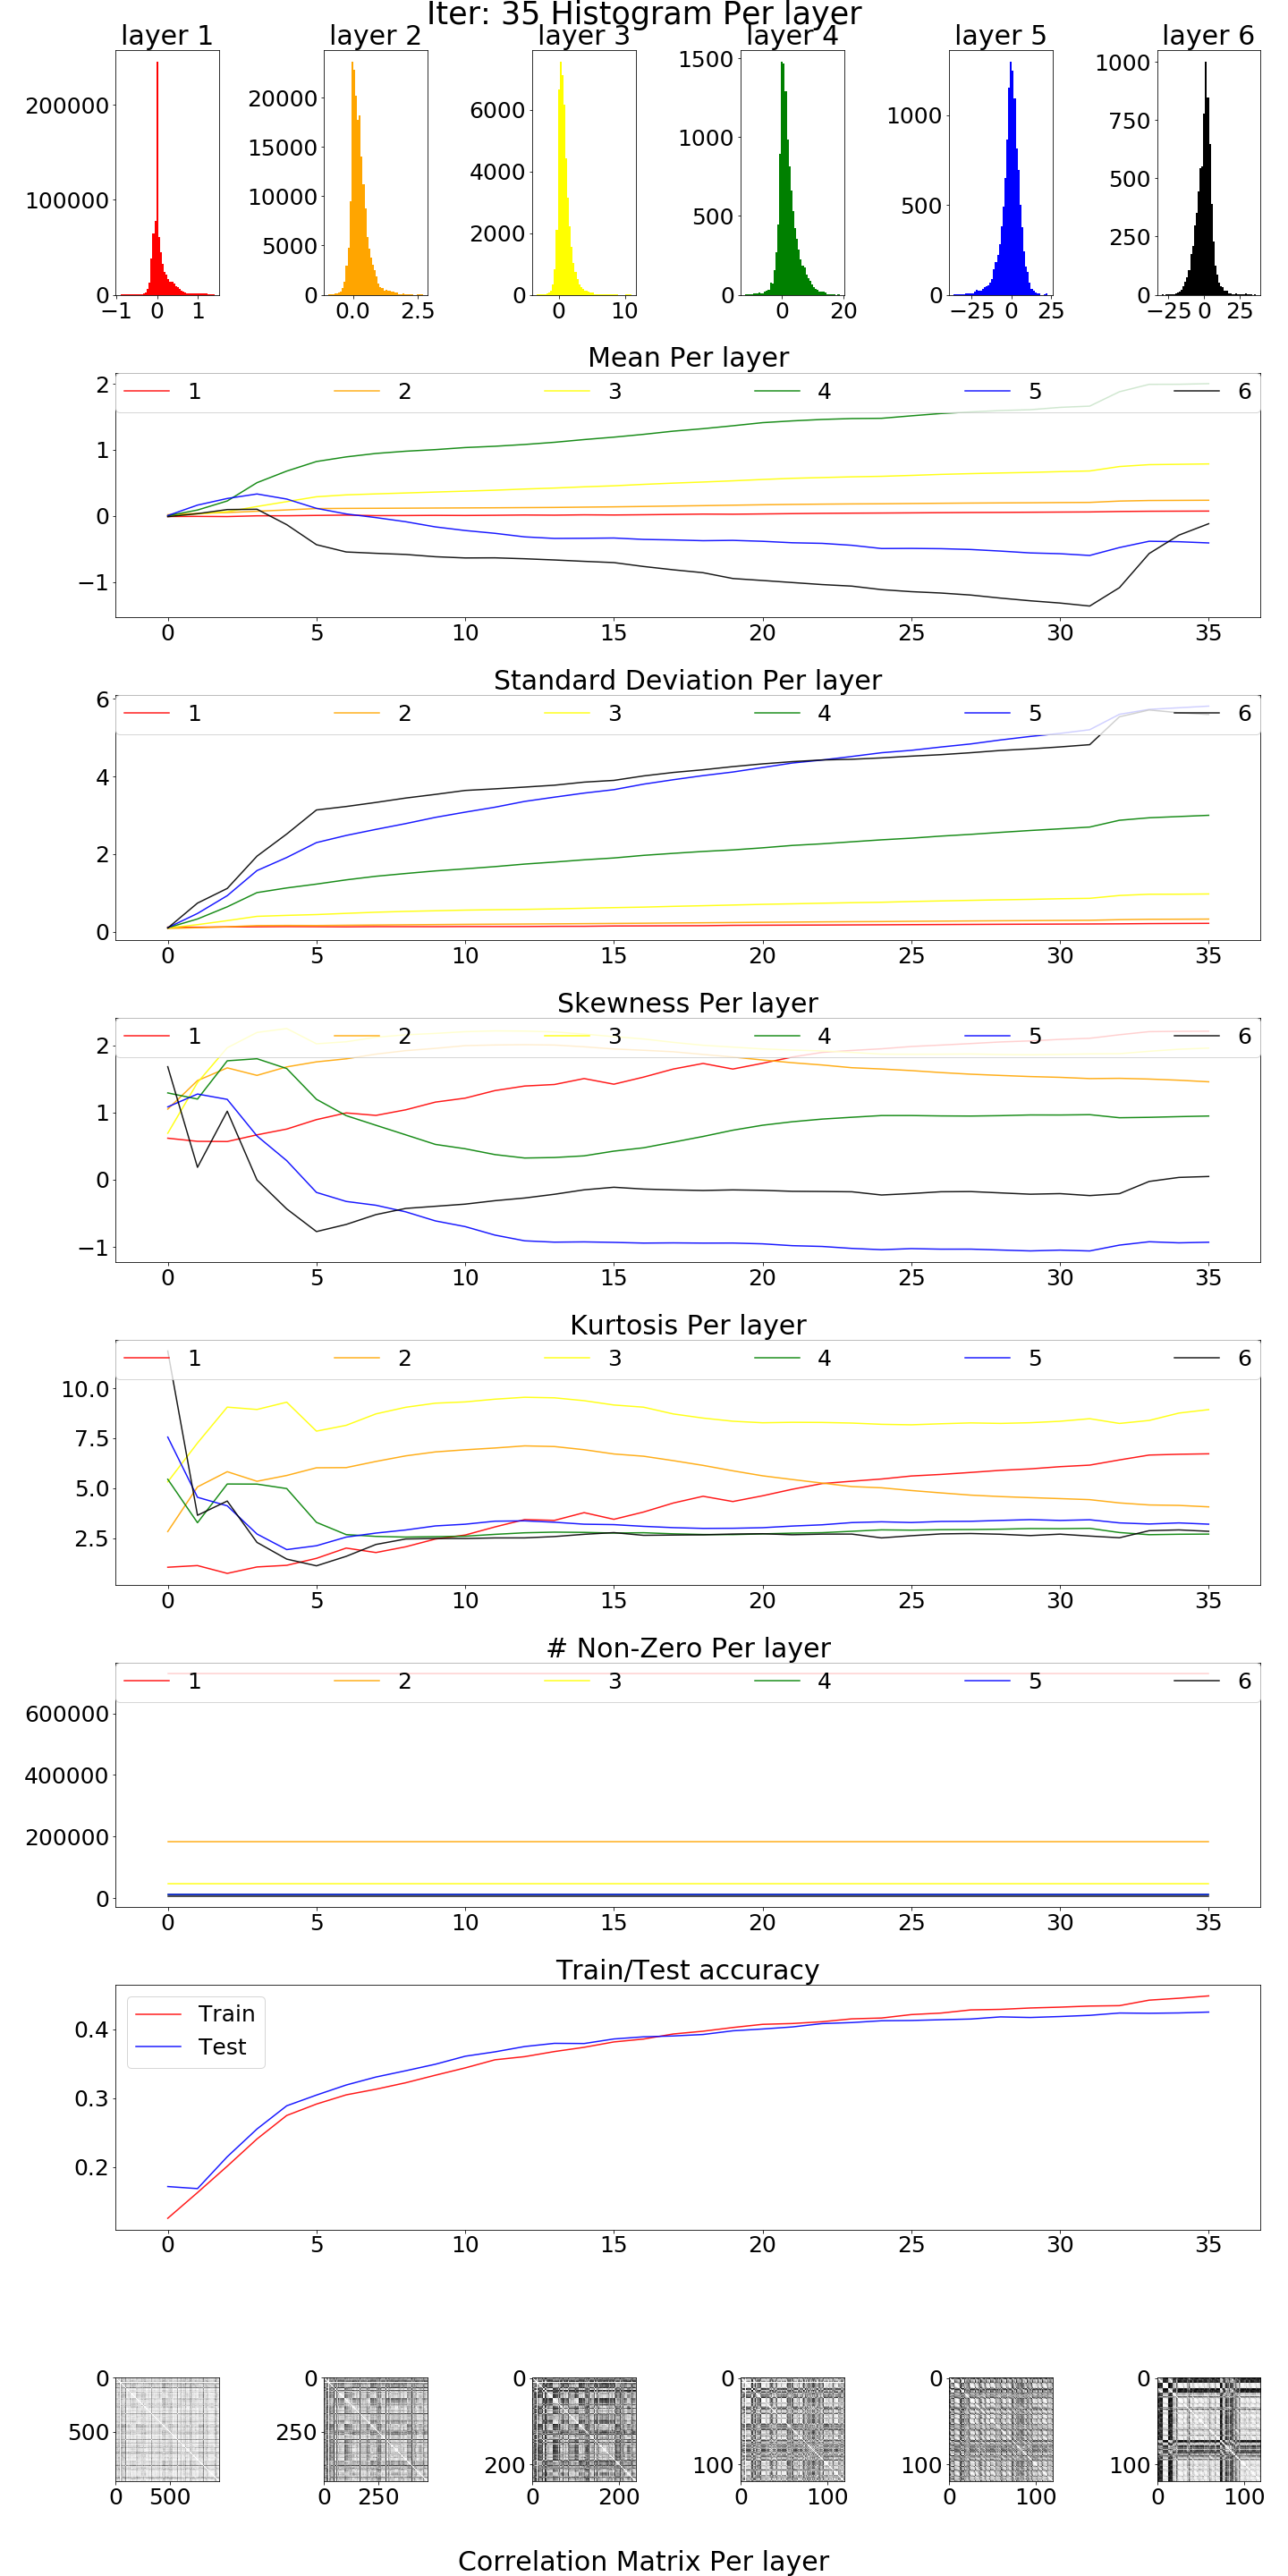 Iter: 35 Histogram Per layer
layer 1 layer 2 layer 3 layer 4 layer 5 layer 6
200000 100000 0
−1 0 1
20000 15000 10000 5000 0
0.0 2.5
6000 4000 2000 0
0 10
1500 1000 500 0
0 20
1000 500 0
−25 0 25
1000 750 500 250 0
−25 0 25
Mean Per layer
1 2 3 4 5 6
2
1
0
−1
0 5 10 15 20 25 30 35
Standard Deviation Per layer
1 2 3 4 5 6
6
4
2
0
0 5 10 15 20 25 30 35
Skewness Per layer
1 2 3 4 5 6
2
1
0
−1
0 5 10 15 20 25 30 35
Kurtosis Per layer
1 2 3 4 5 6
10.0
7.5
5.0
2.5
0 5 10 15 20 25 30 35
# Non-Zero Per layer
1 2 3 4 5 6
600000
400000
200000
0
0 5 10 15 20 25 30 35
Train/Test accuracy
Train
Test
0.4
0.3
0.2
0 5 10 15 20 25 30 35
0 500
0 500
0 250
0 250
0 200
0 200
0 100
0 100
0 100
0 100
0 100
0 100
Correlation Matrix Per layer